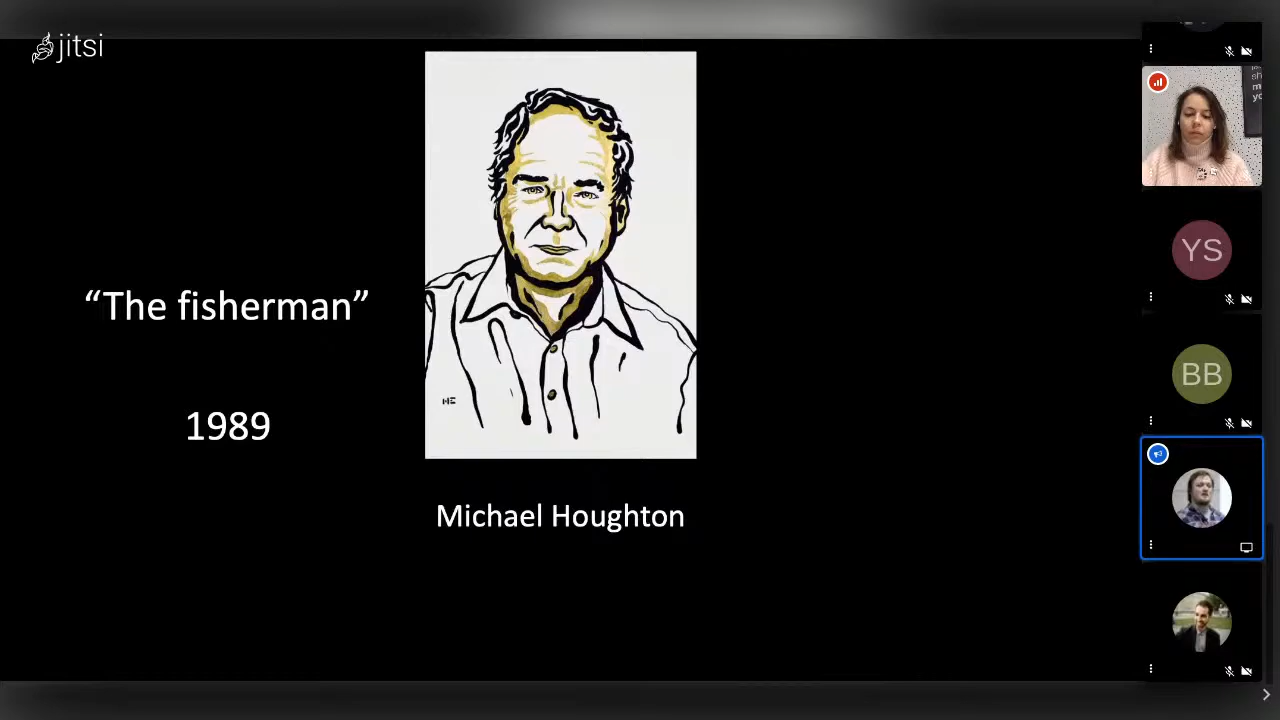 jitsi
“The fisherman”
1989
Michael Houghton
YS
BB